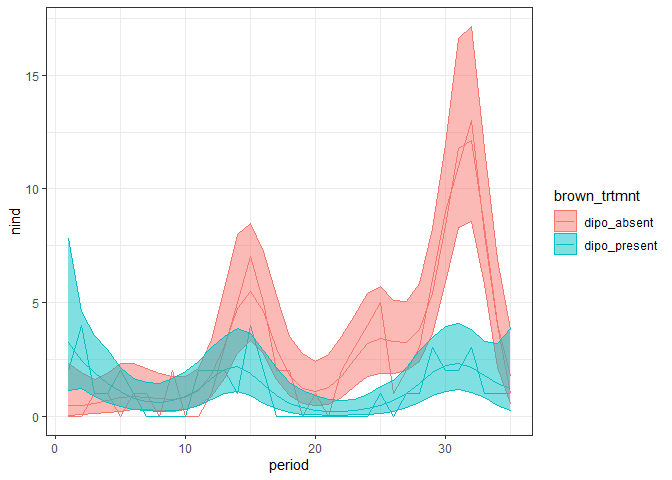 15
10
5
0
nind
0
10
20
30
period
brown_trtmnt
dipo_absent
dipo_present